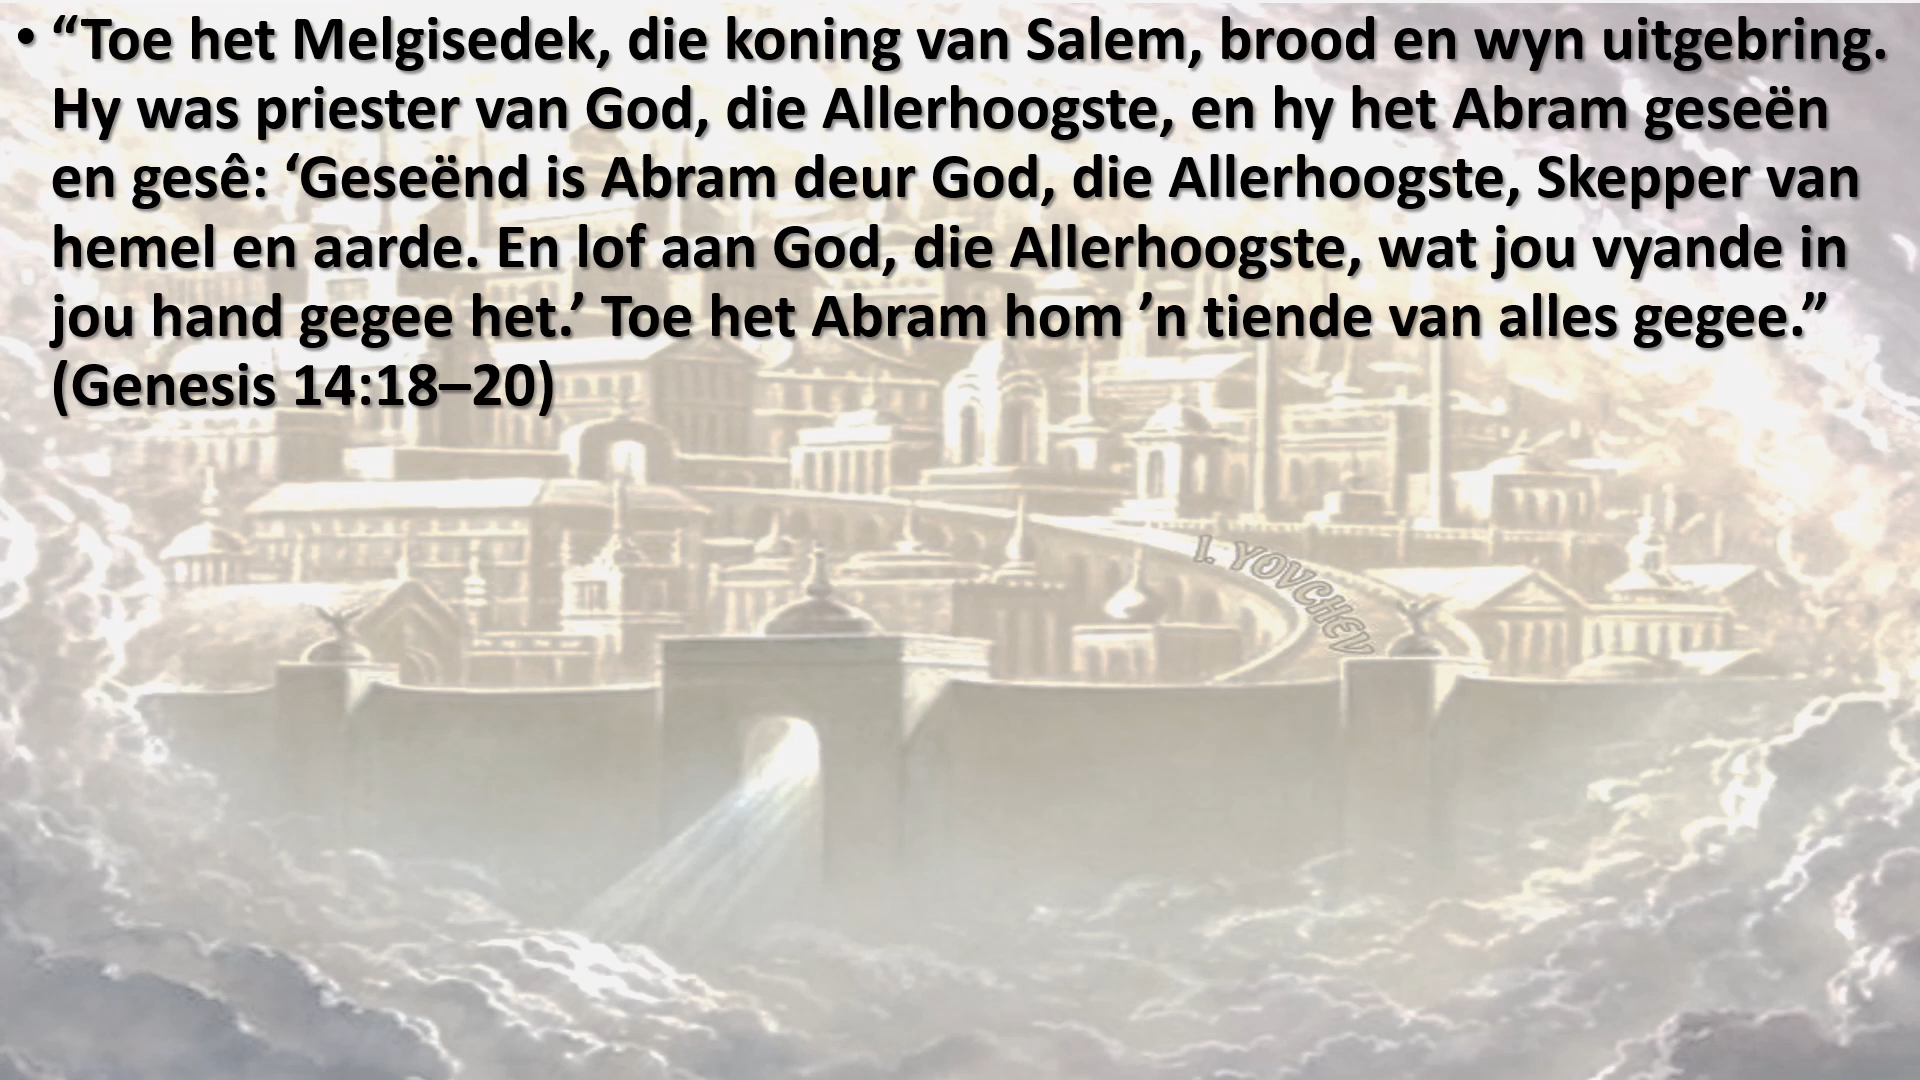 • “Toe het Melgisedek, die koning van Salem, brood en wyn uitgebring.
Hy was priester van God, die Allerhoogste, en hy het Abram geseën
en gesê: ‘Geseënd is Abram deur God, die Allerhoogste, Skepper van
hemel en aarde. En lof aan God, die Allerhoogste, wat jou vyande in
jou hand gegee het.’ Toe het Abram hom ’n tiende van alles gegee.”
(Genesis 14:18–20)
I. YOVCHEV